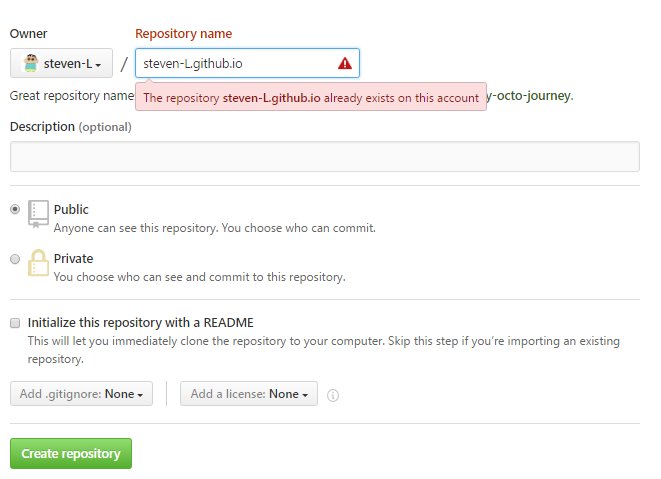 Owner
Repository name
steven-L
/
steven-L.github.io
Great repository name
y-octo-journey.
The repository steven-L.github.io already exists on this account
Description (optional)
Public
Anyone can see this repository. You choose who can commit.
Private
You choose who can see and commit to this repository.
Initialize this repository with a README
This will let you immediately clone the repository to your computer. Skip this step if you’re importing an existing
repository.
Add .gitignore: None
Add a license: None
Create repository